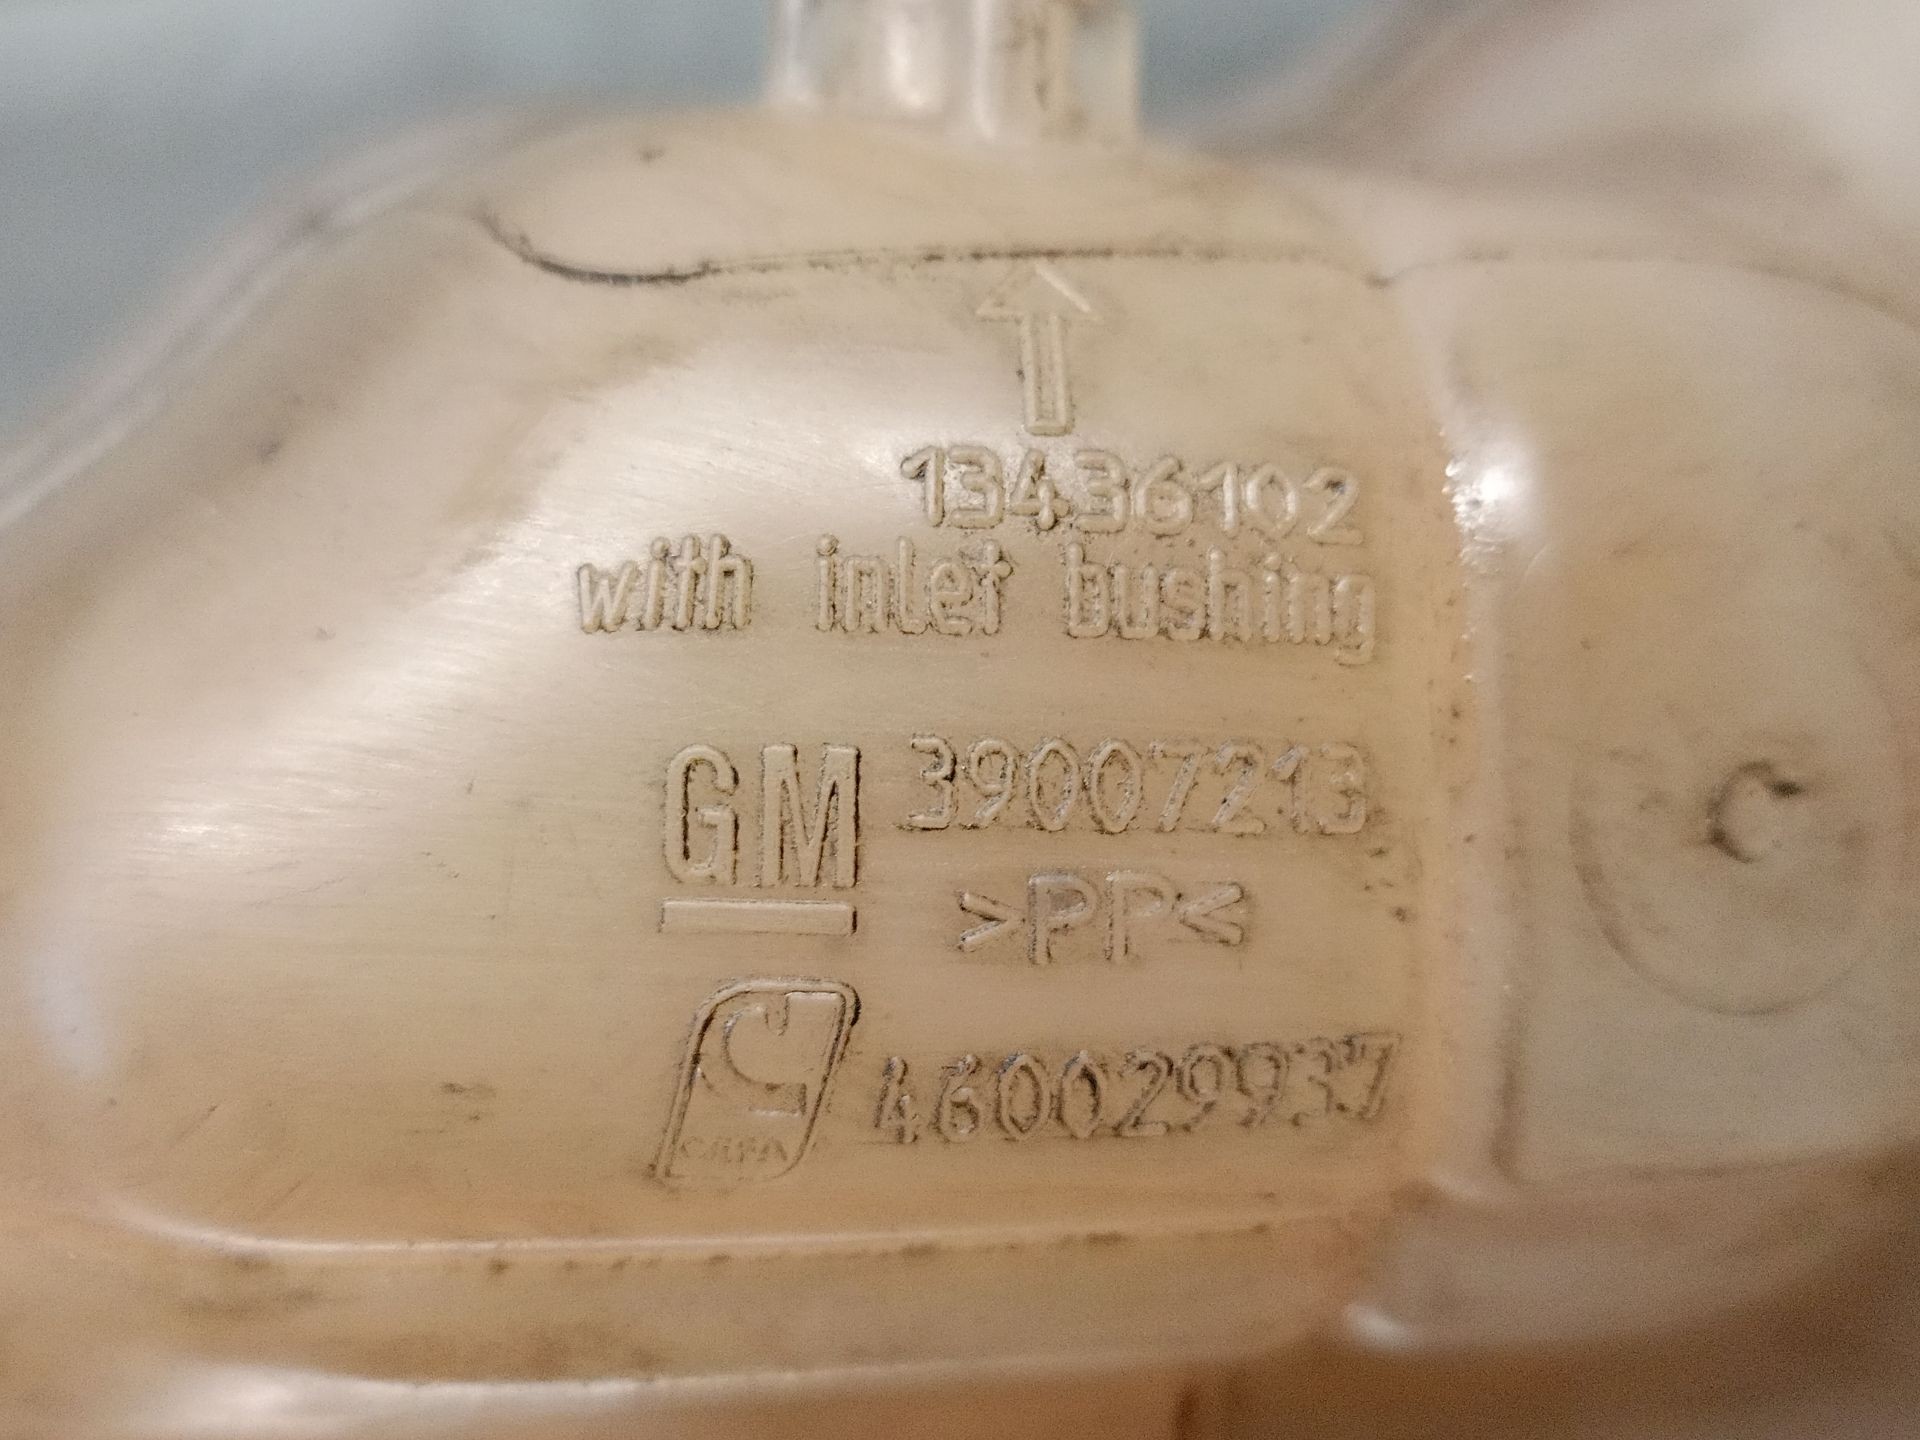 13436102
with inlet bushing
GM 39007213
>PP<
460029937